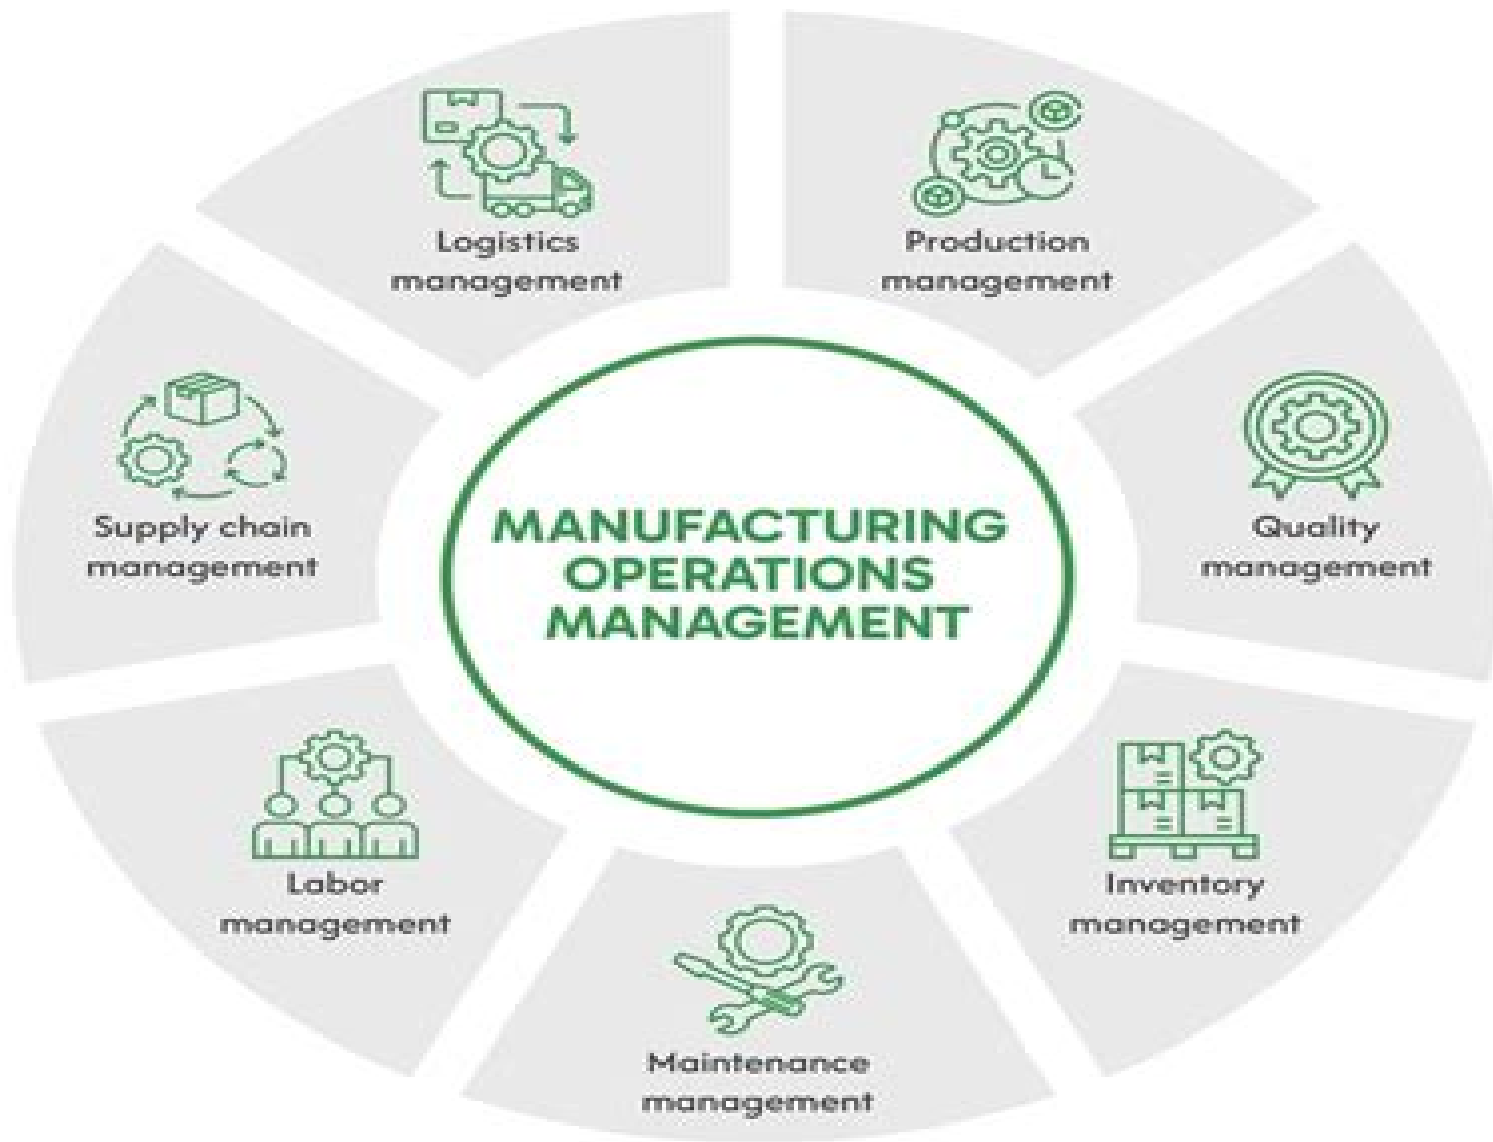 Logistics
management
Production
management
Supply chain
management
Quality
management
MANUFACTURING
OPERATIONS
MANAGEMENT
Labor
management
Inventory
management
Maintenance
management